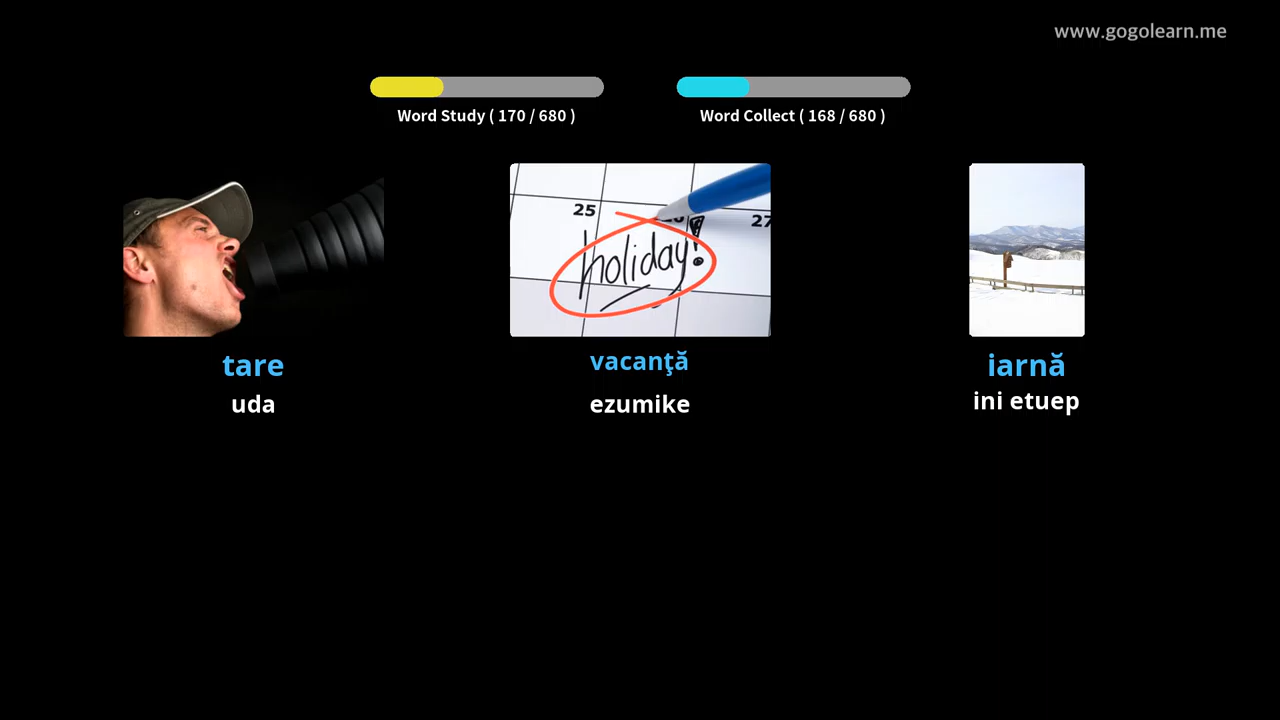 www.gogolearn.me
Word Study ( 170 / 680 )
Word Collect ( 168 / 680 )
25
27
holiday!
tare
vacanţă
iarnă
uda
ezumike
ini etuep